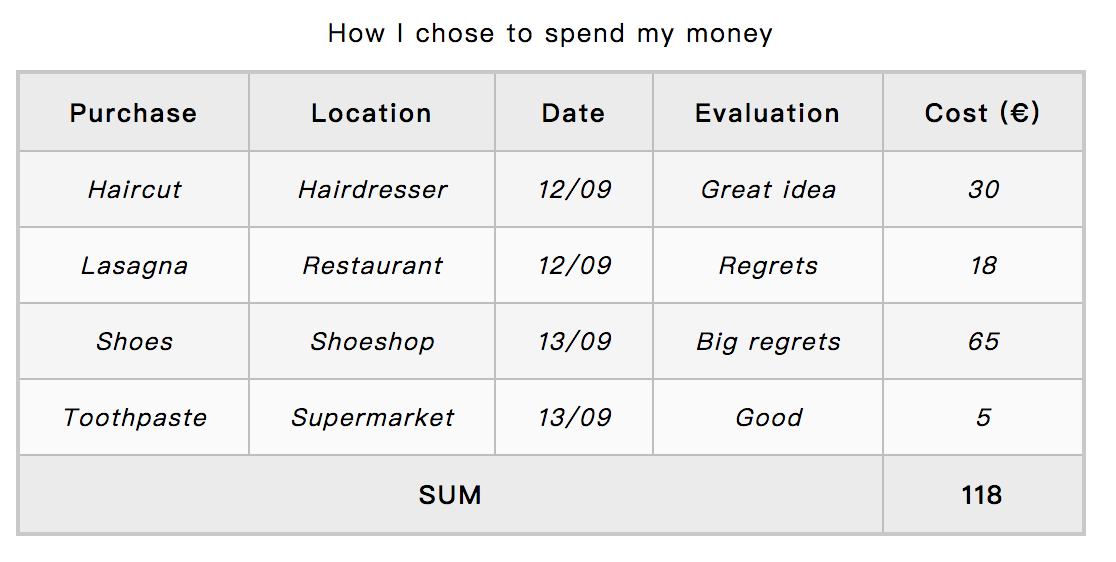 How I chose to spend my money
Purchase Location Date Evaluation Cost (€)
Haircut Hairdresser 12/09 Great idea 30
Lasagna Restaurant 12/09 Regrets 18
Shoes Shoeshop 13/09 Big regrets 65
Toothpaste Supermarket 13/09 Good 5
SUM 118